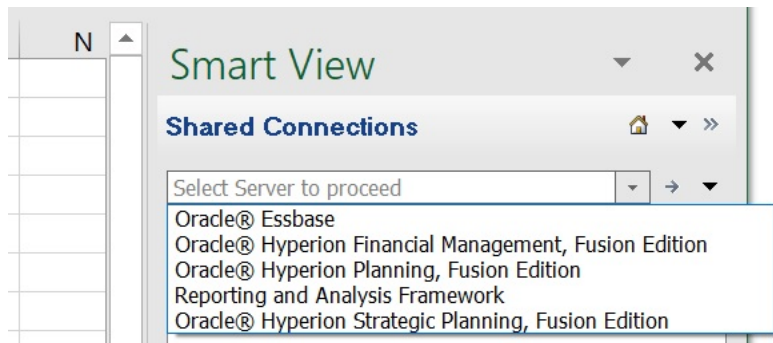 N
Smart View
Shared Connections
Select Server to proceed
Oracle® Essbase
Oracle® Hyperion Financial Management, Fusion Edition
Oracle® Hyperion Planning, Fusion Edition
Reporting and Analysis Framework
Oracle® Hyperion Strategic Planning, Fusion Edition